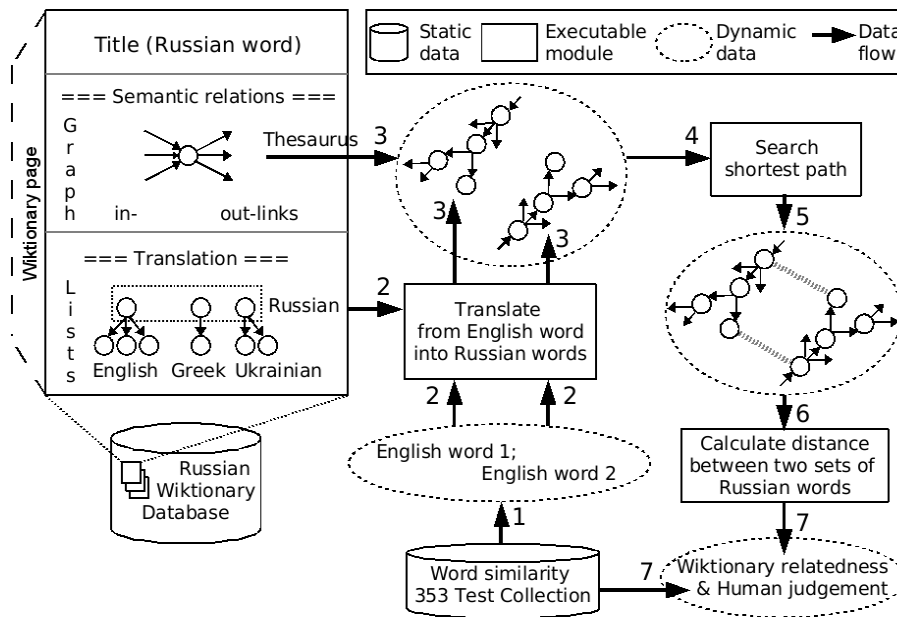 Static
data
Executable
module
Dynamic
data
Data
flow
Wiktionary page
Title (Russian word)
=== Semantic relations ===
Graph
Thesaurus
in-
out-links
=== Translation ===
Lists
Russian
English
Greek
Ukrainian
Russian
Wiktionary
Database
3
4
Search
shortest path
5
3
3
2
Translate
from English word
into Russian words
2
2
English word 1;
English word 2
1
Word similarity
353 Test Collection
6
Calculate distance
between two sets of
Russian words
7
7
Wiktionary relatedness
& Human judgement